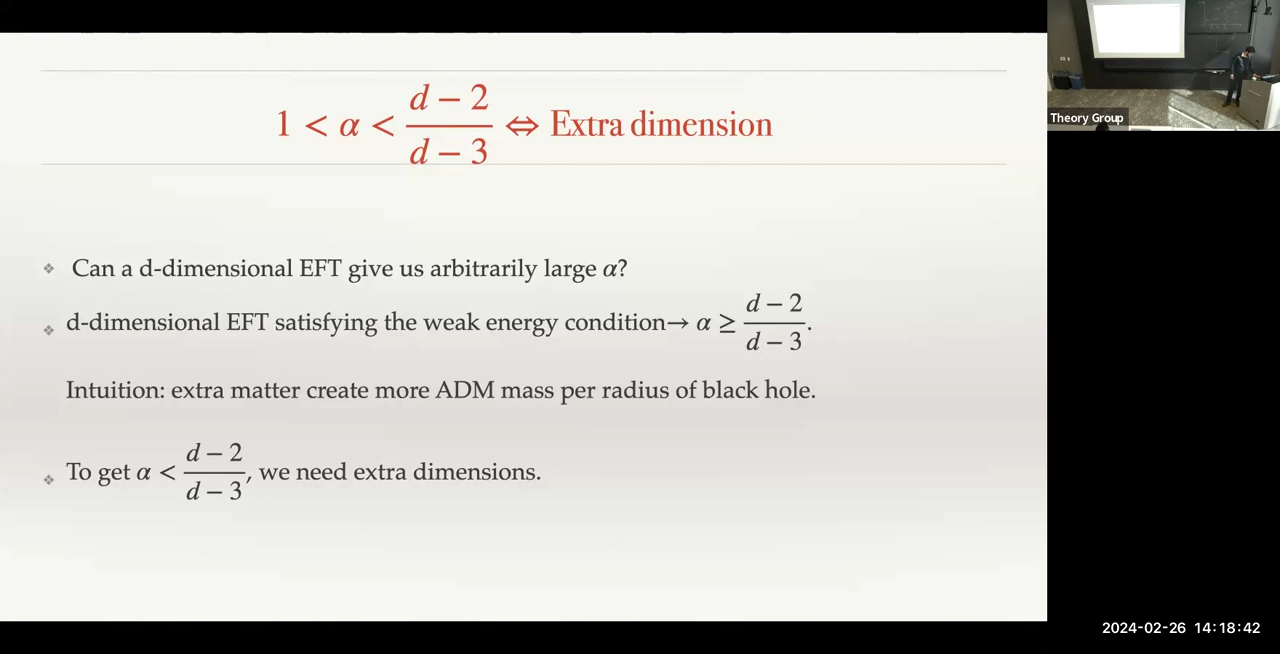 1 < α < (d − 2)/(d − 3) ⇔ Extra dimension
Theory Group
❖ Can a d-dimensional EFT give us arbitrarily large α?
❖ d-dimensional EFT satisfying the weak energy condition→ α ≥ (d − 2)/(d − 3).
Intuition: extra matter create more ADM mass per radius of black hole.
❖ To get α < (d − 2)/(d − 3), we need extra dimensions.
2024-02-26 14:18:42